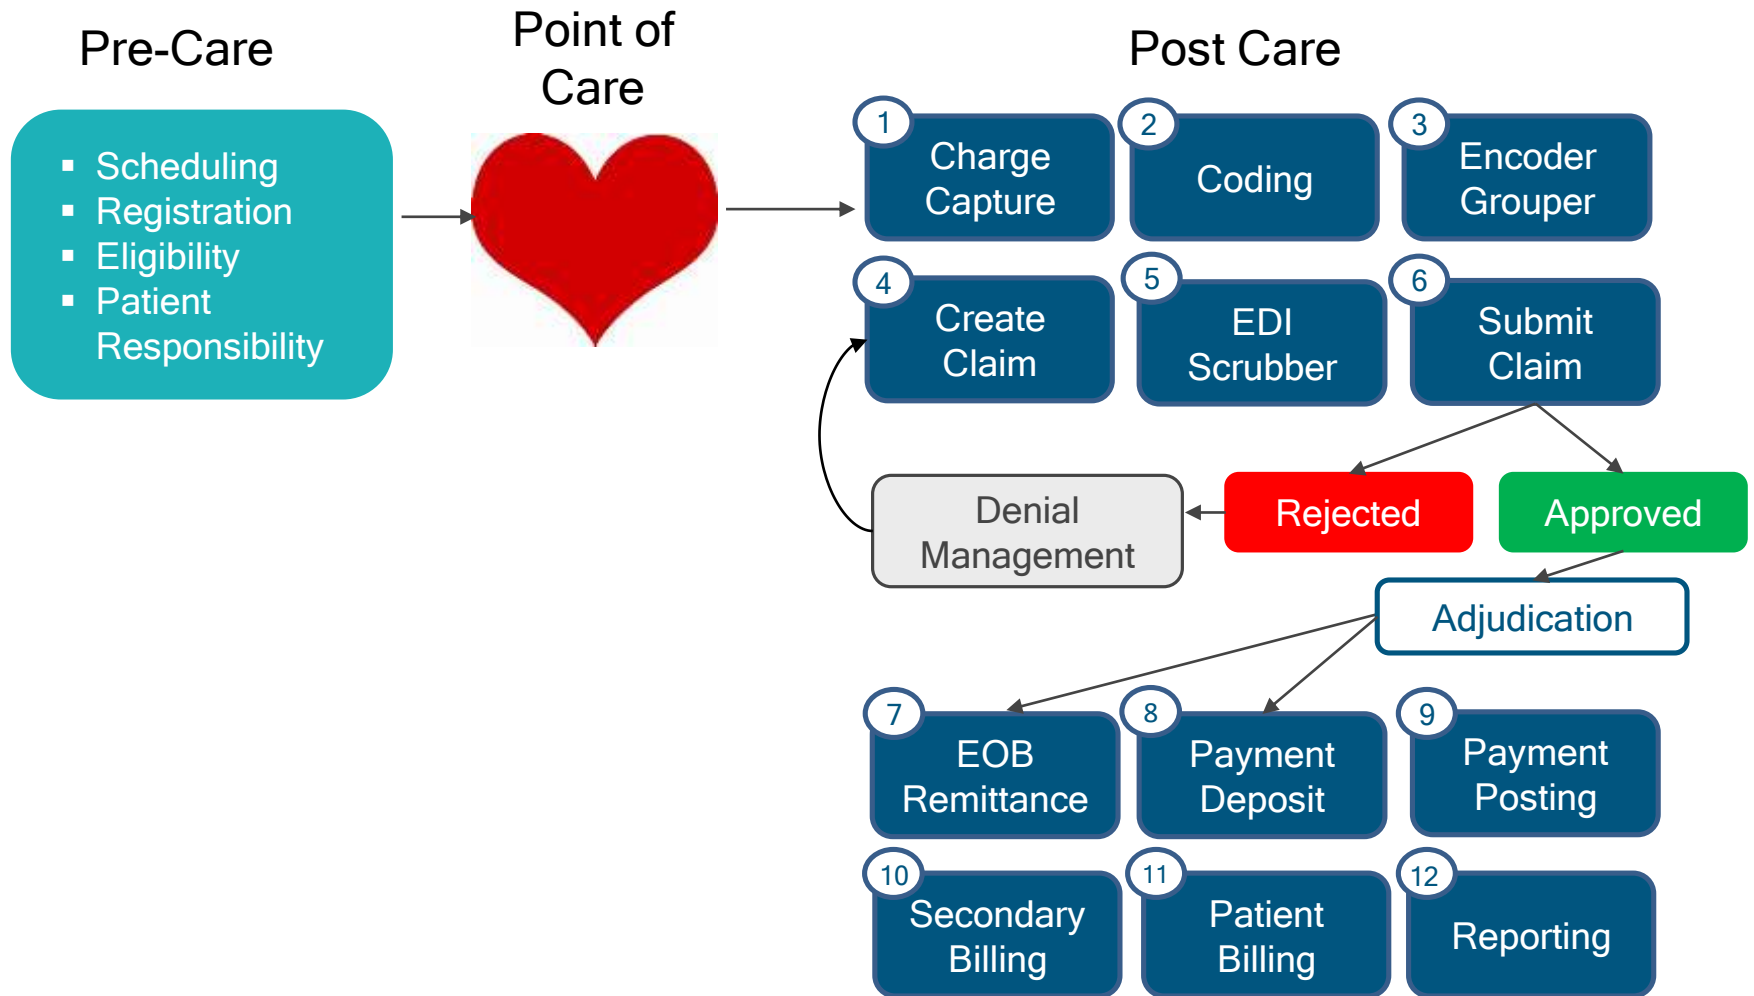 Pre-Care
Point of
Care
Post Care
▪ Scheduling
▪ Registration
▪ Eligibility
▪ Patient
Responsibility
1
Charge
Capture
2
Coding
3
Encoder
Grouper
4
Create
Claim
5
EDI
Scrubber
6
Submit
Claim
Denial
Management
Rejected
Approved
Adjudication
7
EOB
Remittance
8
Payment
Deposit
9
Payment
Posting
10
Secondary
Billing
11
Patient
Billing
12
Reporting